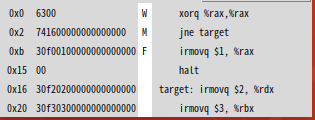 0x0 6300 W xorq %rax,%rax
0x2 741600000000000000 M jne target
0xb 30f00100000000000000 F irmovq $1, %rax
0x15 00 halt
0x16 30f20200000000000000 target: irmovq $2, %rdx
0x20 30f30300000000000000 irmovq $3, %rbx